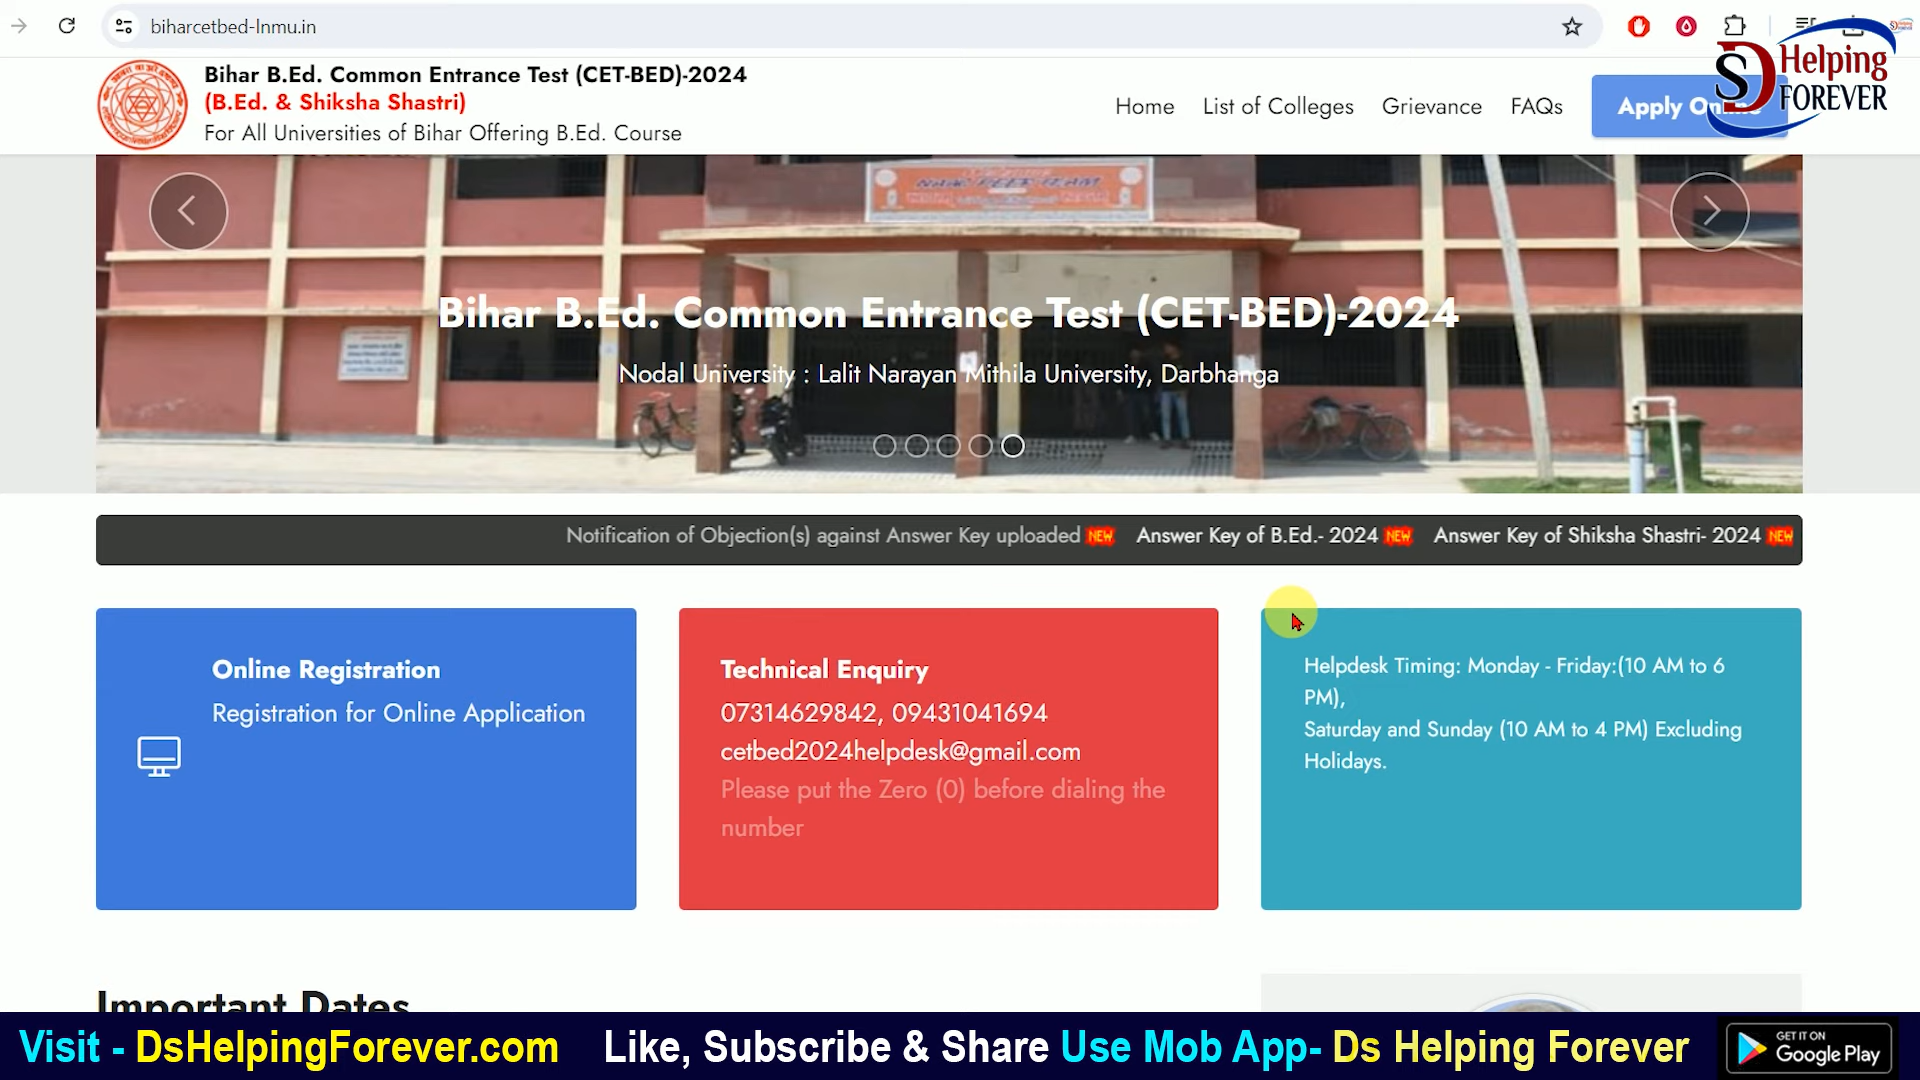 biharcetbed-lnmu.in
Bihar B.Ed. Common Entrance Test (CET-BED)-2024
(B.Ed. & Shiksha Shastri)
For All Universities of Bihar Offering B.Ed. Course
Home List of Colleges Grievance FAQs Apply
SD Helping
FOREVER
Bihar B.Ed. Common Entrance Test (CET-BED)-2024
Nodal University : Lalit Narayan Mithila University, Darbhanga
Notification of Objection(s) against Answer Key uploaded NEW Answer Key of B.Ed.- 2024 NEW Answer Key of Shiksha Shastri- 2024 NEW
Online Registration
Registration for Online Application
Technical Enquiry
07314629842, 09431041694
cetbed2024helpdesk@gmail.com
Please put the Zero (0) before dialing the
number
Helpdesk Timing: Monday - Friday:(10 AM to 6
PM),
Saturday and Sunday (10 AM to 4 PM) Excluding
Holidays.
Important Dates
Visit - DsHelpingForever.com Like, Subscribe & Share Use Mob App- Ds Helping Forever
GET IT ON
Google Play